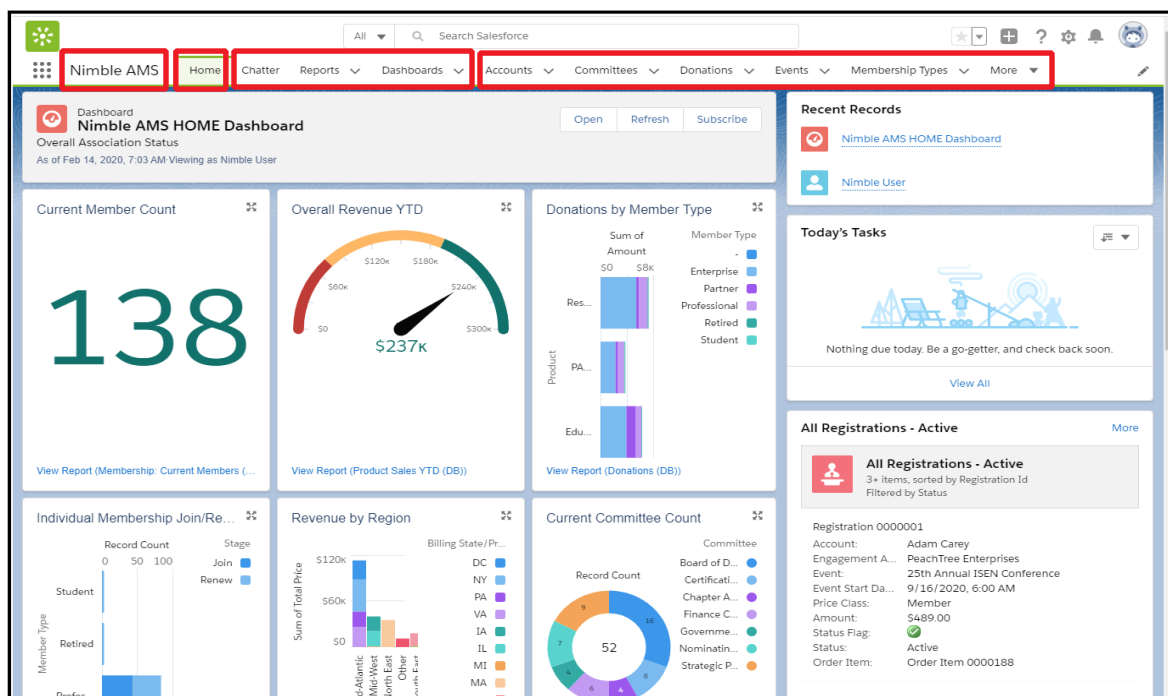 All
Search Salesforce
Nimble AMS
Home
Chatter
Reports
Dashboards
Accounts
Committees
Donations
Events
Membership Types
More
Dashboard
Nimble AMS HOME Dashboard
Overall Association Status
As of Feb 14, 2020, 7:03 AM·Viewing as Nimble User
Open
Refresh
Subscribe
Current Member Count
138
View Report (Membership: Current Members (...
Overall Revenue YTD
$0
$60K
$120K
$180K
$240K
$300K
$237K
View Report (Product Sales YTD (DB))
Donations by Member Type
Sum of
Amount
$0 $8K
Product
Res...
PA...
Edu...
Member Type
-
Enterprise
Partner
Professional
Retired
Student
View Report (Donations (DB))
Individual Membership Join/Re...
Record Count
0 50 100
Member Type
Student
Retired
Profes
Stage
Join
Renew
Revenue by Region
Sum of Total Price
$120K
$60K
$0
Mid-West
North East
Other
Billing State/Pr...
DC
NY
PA
VA
IA
IL
MI
MA
Current Committee Count
Record Count
52
16
6
4
6
4
7
9
Committee
Board of D...
Certificati...
Chapter A...
Finance C...
Governme...
Nominatin...
Strategic P...
Recent Records
Nimble AMS HOME Dashboard
Nimble User
Today's Tasks
Nothing due today. Be a go-getter, and check back soon.
View All
All Registrations - Active
More
All Registrations - Active
3+ items, sorted by Registration Id
Filtered by Status
Registration 0000001
Account: Adam Carey
Engagement A... PeachTree Enterprises
Event: 25th Annual ISEN Conference
Event Start Da... 9/16/2020, 6:00 AM
Price Class: Member
Amount: $489.00
Status Flag:
Status: Active
Order Item: Order Item 0000188